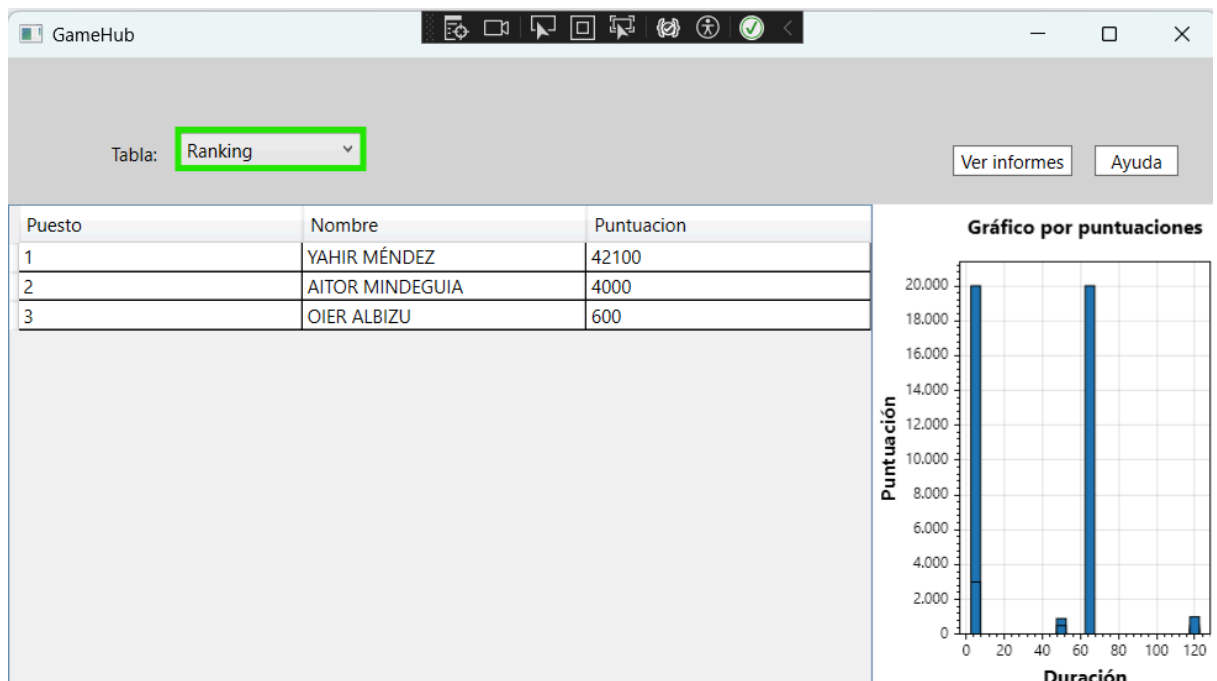 GameHub
Tabla: Ranking
Ver informes Ayuda
Puesto Nombre Puntuacion
1 YAHIR MÉNDEZ 42100
2 AITOR MINDEGUIA 4000
3 OIER ALBIZU 600
Gráfico por puntuaciones
Puntuación
20.000
18.000
16.000
14.000
12.000
10.000
8.000
6.000
4.000
2.000
0
0 20 40 60 80 100 120
Duración